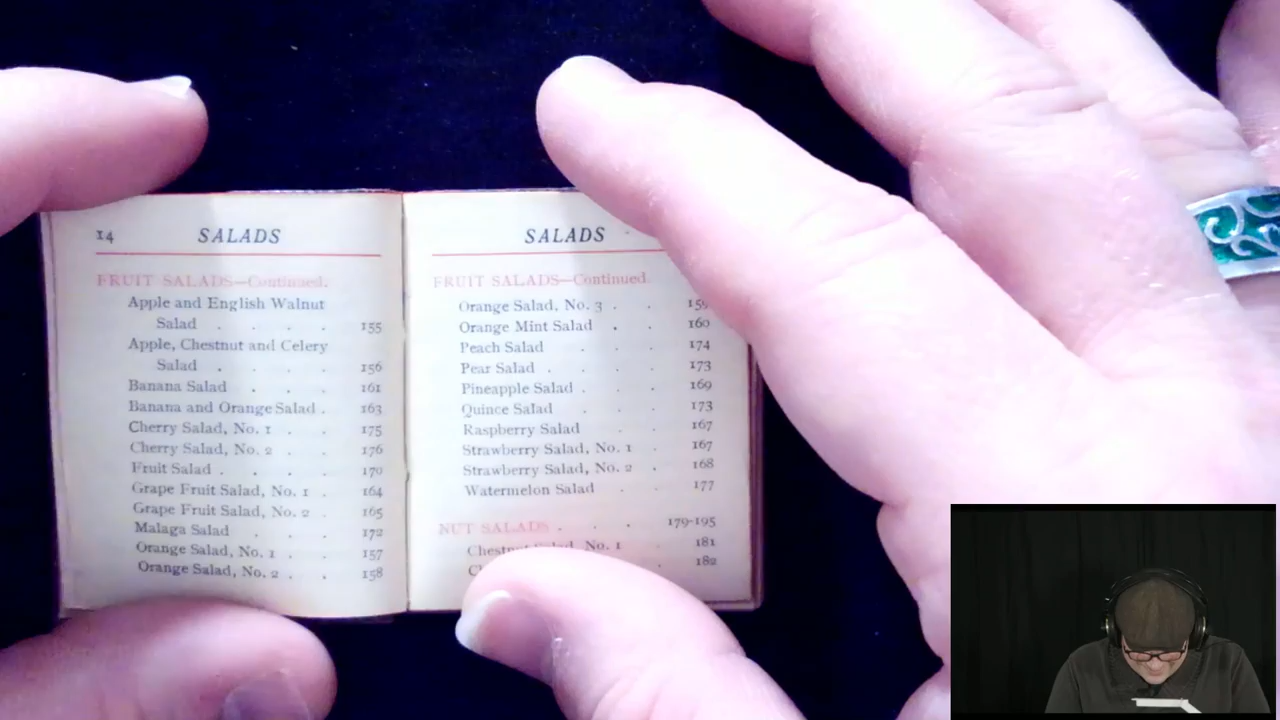 14 SALADS
FRUIT SALADS—Continued.
Apple and English Walnut
Salad . . . . 155
Apple, Chestnut and Celery
Salad . . . . 156
Banana Salad . . . 161
Banana and Orange Salad . 163
Cherry Salad, No. 1 . . 175
Cherry Salad, No. 2 . . 176
Fruit Salad . . . . 170
Grape Fruit Salad, No. 1 . 164
Grape Fruit Salad, No. 2 . 165
Malaga Salad . . . 172
Orange Salad, No. 1 . . 157
Orange Salad, No. 2 . . 158
SALADS
FRUIT SALADS—Continued.
Orange Salad, No. 3 . . 159
Orange Mint Salad . . 160
Peach Salad . . . 174
Pear Salad . . . . 173
Pineapple Salad . . . 169
Quince Salad . . . 173
Raspberry Salad . . 167
Strawberry Salad, No. 1 . 167
Strawberry Salad, No. 2 . 168
Watermelon Salad . . 177
NUT SALADS . . . 179-195
Chestnut Salad, No. 1 . 181
. 182